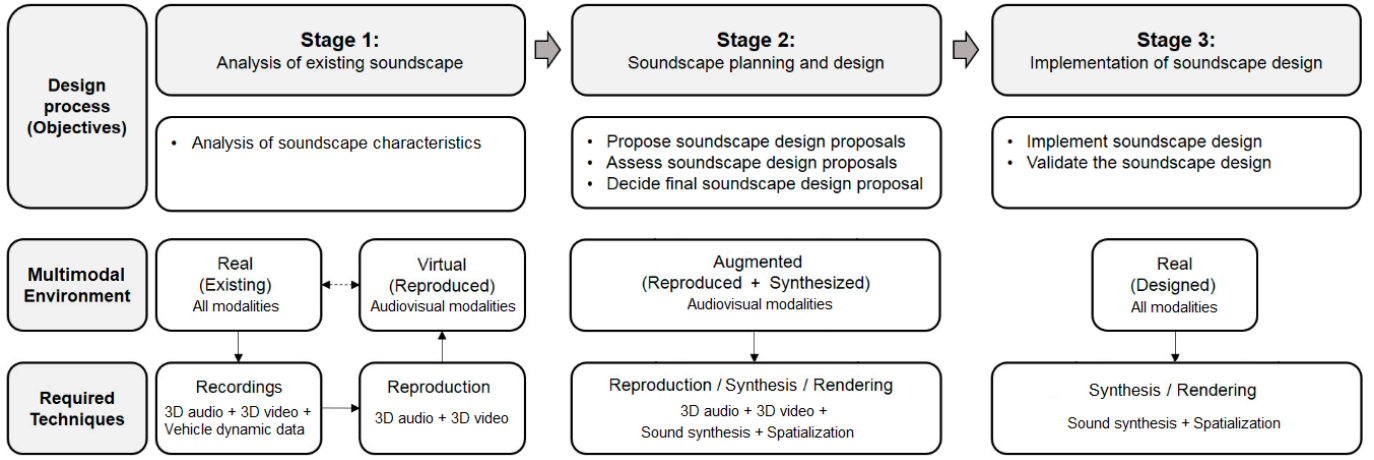 Design
process
(Objectives)
Stage 1:
Analysis of existing soundscape
Stage 2:
Soundscape planning and design
Stage 3:
Implementation of soundscape design
• Analysis of soundscape characteristics
• Propose soundscape design proposals
• Assess soundscape design proposals
• Decide final soundscape design proposal
• Implement soundscape design
• Validate the soundscape design
Multimodal
Environment
Real
(Existing)
All modalities
Virtual
(Reproduced)
Audiovisual modalities
Augmented
(Reproduced + Synthesized)
Audiovisual modalities
Real
(Designed)
All modalities
Required
Techniques
Recordings
3D audio + 3D video +
Vehicle dynamic data
Reproduction
3D audio + 3D video
Reproduction / Synthesis / Rendering
3D audio + 3D video +
Sound synthesis + Spatialization
Synthesis / Rendering
Sound synthesis + Spatialization